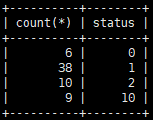 +----------+--------+
| count(*) | status |
+----------+--------+
|        6 |      0 |
|       38 |      1 |
|       10 |      2 |
|        9 |     10 |
+----------+--------+